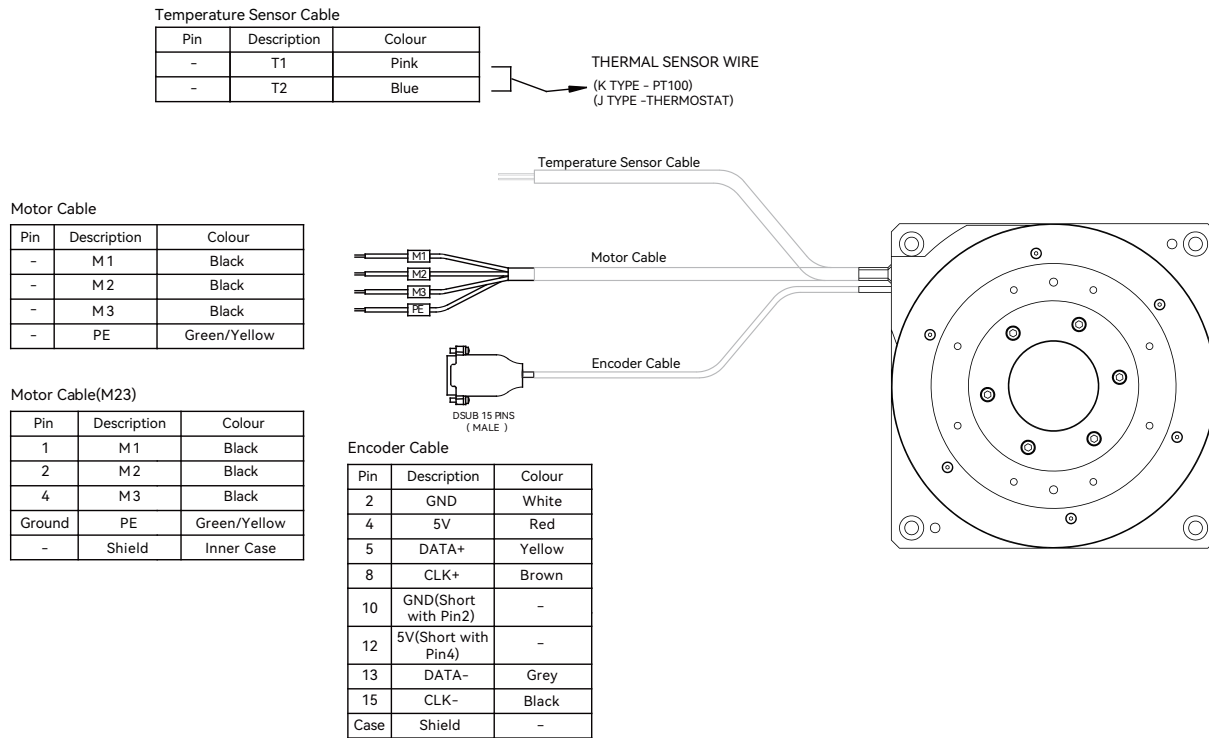 Temperature Sensor Cable
Pin Description Colour
– T1 Pink
– T2 Blue
THERMAL SENSOR WIRE
(K TYPE - PT100)
(J TYPE -THERMOSTAT)
Temperature Sensor Cable
Motor Cable
Pin Description Colour
– M1 Black
– M2 Black
– M3 Black
– PE Green/Yellow
M1
M2
M3
PE
Motor Cable
Encoder Cable
DSUB 15 PINS
( MALE )
Motor Cable(M23)
Pin Description Colour
1 M1 Black
2 M2 Black
4 M3 Black
Ground PE Green/Yellow
– Shield Inner Case
Encoder Cable
Pin Description Colour
2 GND White
4 5V Red
5 DATA+ Yellow
8 CLK+ Brown
10 GND(Short with Pin2) –
12 5V(Short with Pin4) –
13 DATA– Grey
15 CLK– Black
Case Shield –